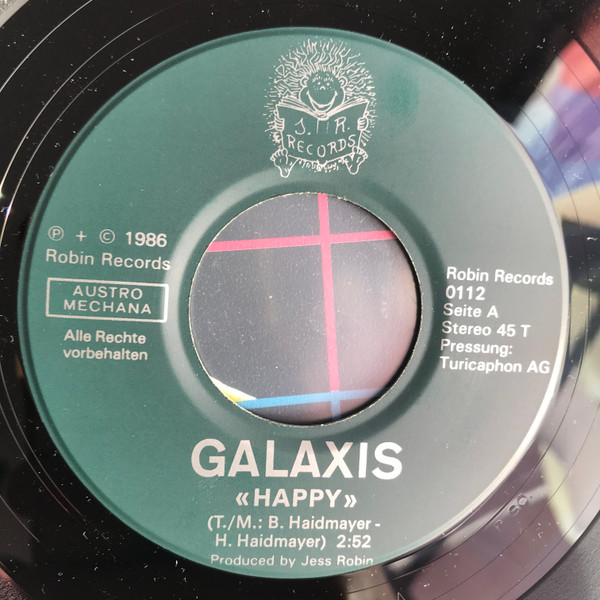 J. R.
RECORDS
℗ + © 1986
Robin Records
AUSTRO
MECHANA
Alle Rechte
vorbehalten
Robin Records
0112
Seite A
Stereo 45 T
Pressung:
Turicaphon AG
GALAXIS
«HAPPY»
(T./M.: B. Haidmayer -
H. Haidmayer) 2:52
Produced by Jess Robin